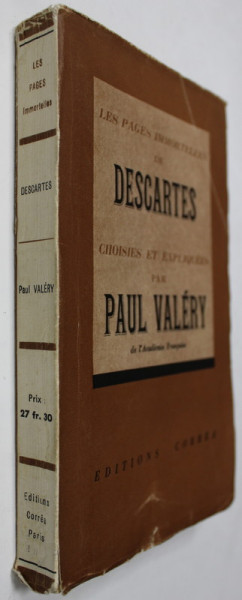 LES
PAGES
Immortelles
DESCARTES
Paul VALÉRY
Prix :
27 fr. 30
Editions
Corrêa
Paris
LES PAGES IMMORTELLES
DE
DESCARTES
CHOISIES ET EXPLIQUÉES
PAR
PAUL VALÉRY
de l'Académie Française
EDITIONS CORRÊA